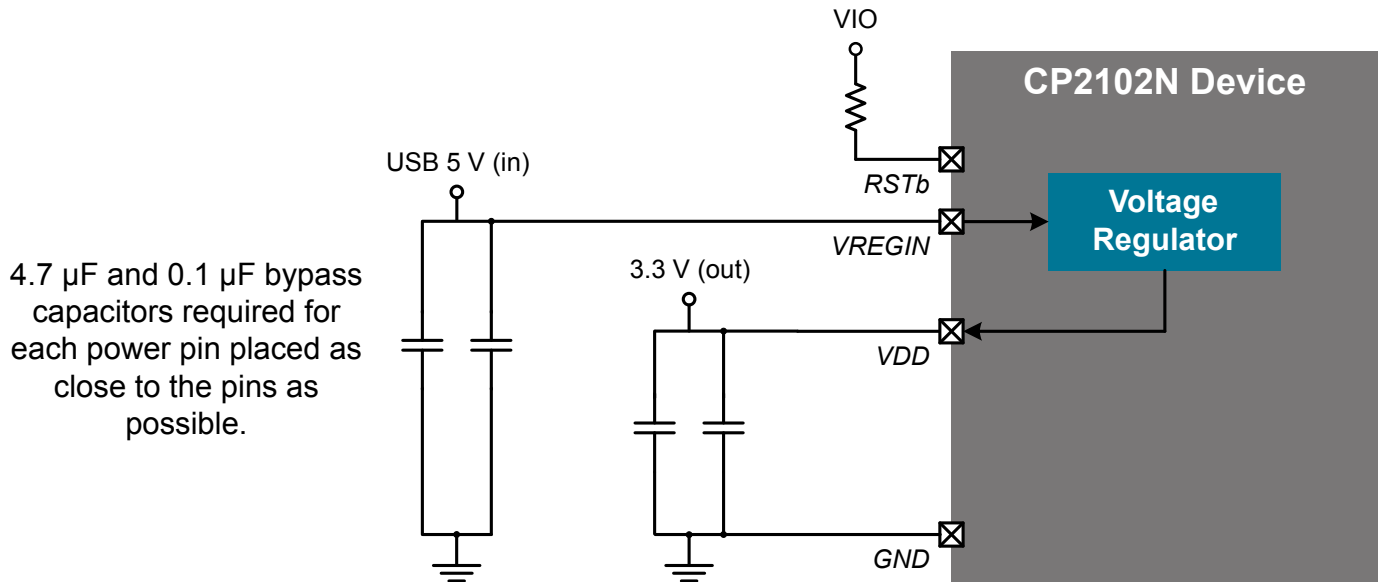 VIO
CP2102N Device
USB 5 V (in)
RSTb
Voltage
Regulator
VREGIN
4.7 µF and 0.1 µF bypass
capacitors required for
each power pin placed as
close to the pins as
possible.
3.3 V (out)
VDD
GND